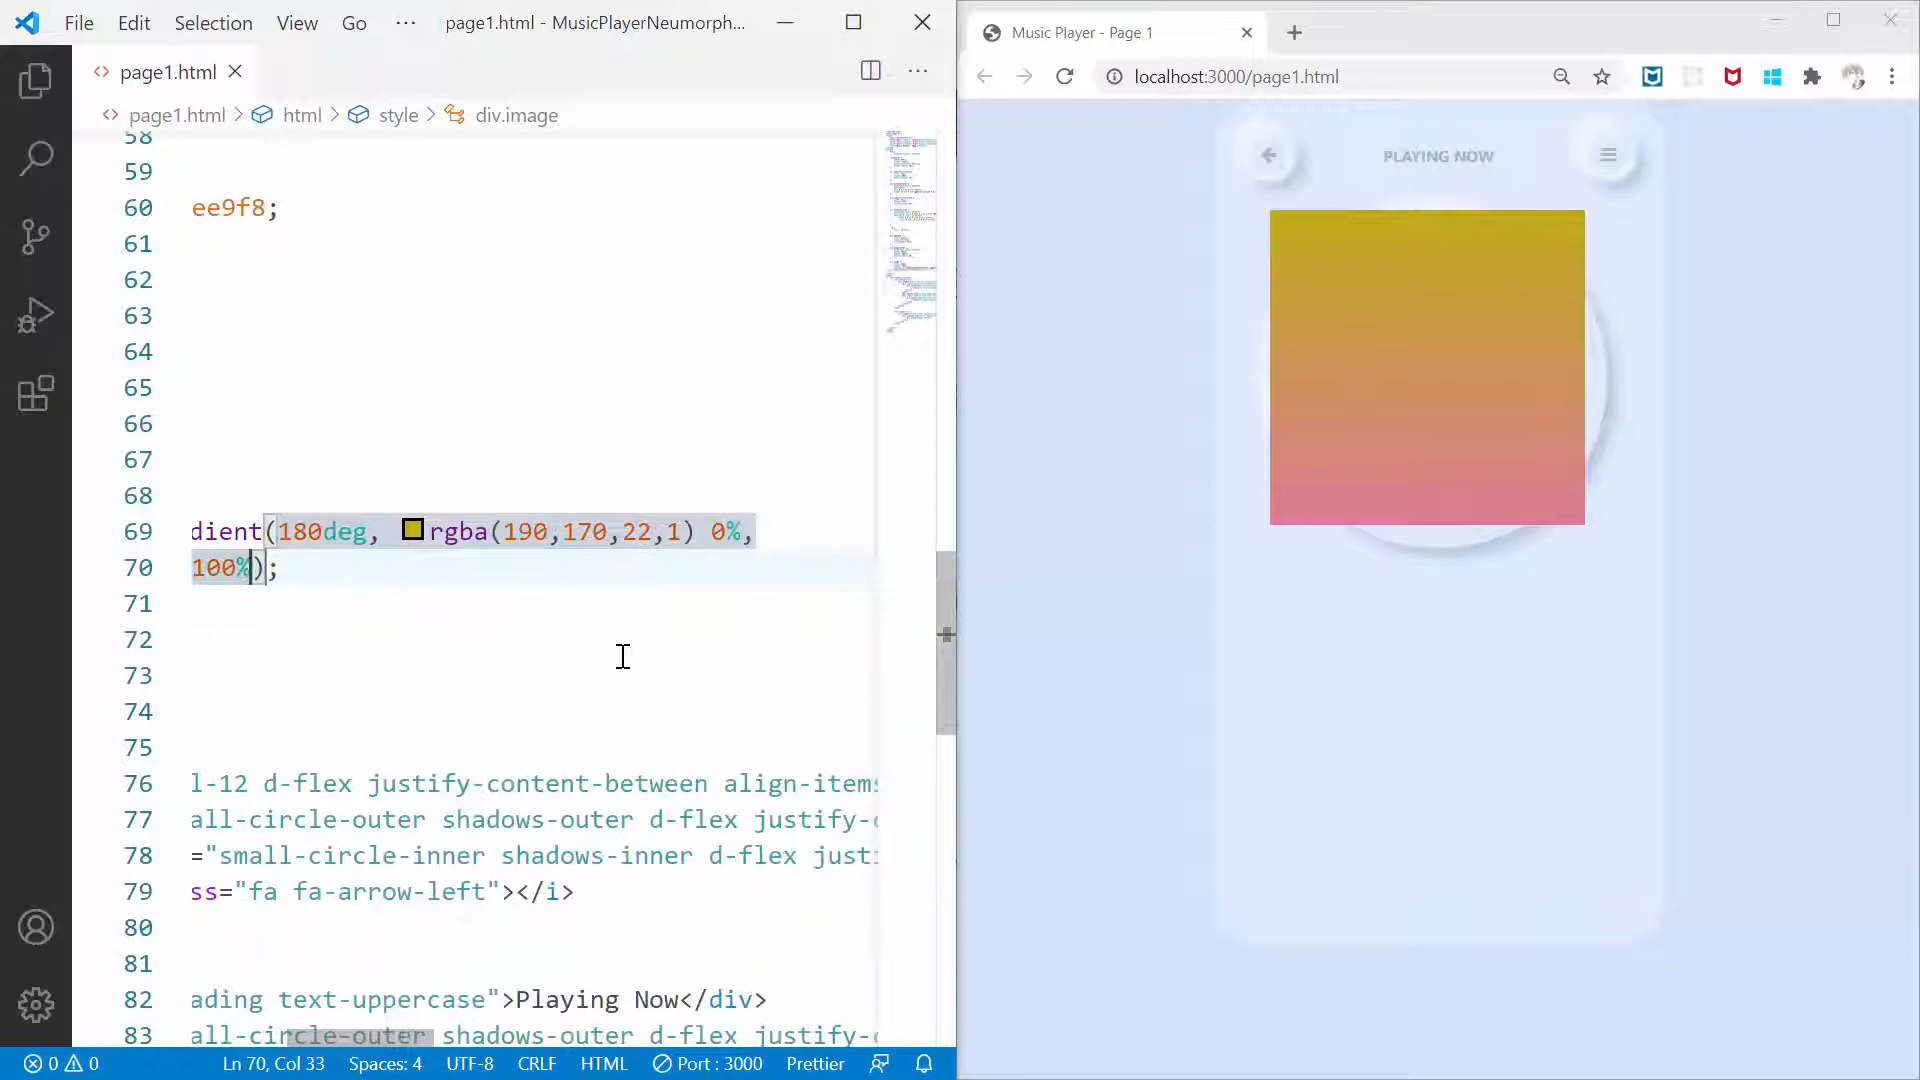 File Edit Selection View Go ··· page1.html - MusicPlayerNeumorph...
page1.html
page1.html > html > style > div.image
58
59
60 ee9f8;
61
62
63
64
65
66
67
68
69 dient(180deg, rgba(190,170,22,1) 0%,
70 100%);
71
72
73
74
75
76 l-12 d-flex justify-content-between align-items
77 all-circle-outer shadows-outer d-flex justify-c
78 ="small-circle-inner shadows-inner d-flex justi
79 ss="fa fa-arrow-left"></i>
80
81
82 ading text-uppercase">Playing Now</div>
83 all-circle-outer shadows-outer d-flex justify-c
0 0 Ln 70, Col 33 Spaces: 4 UTF-8 CRLF HTML Port : 3000 Prettier
Music Player - Page 1
localhost:3000/page1.html
PLAYING NOW